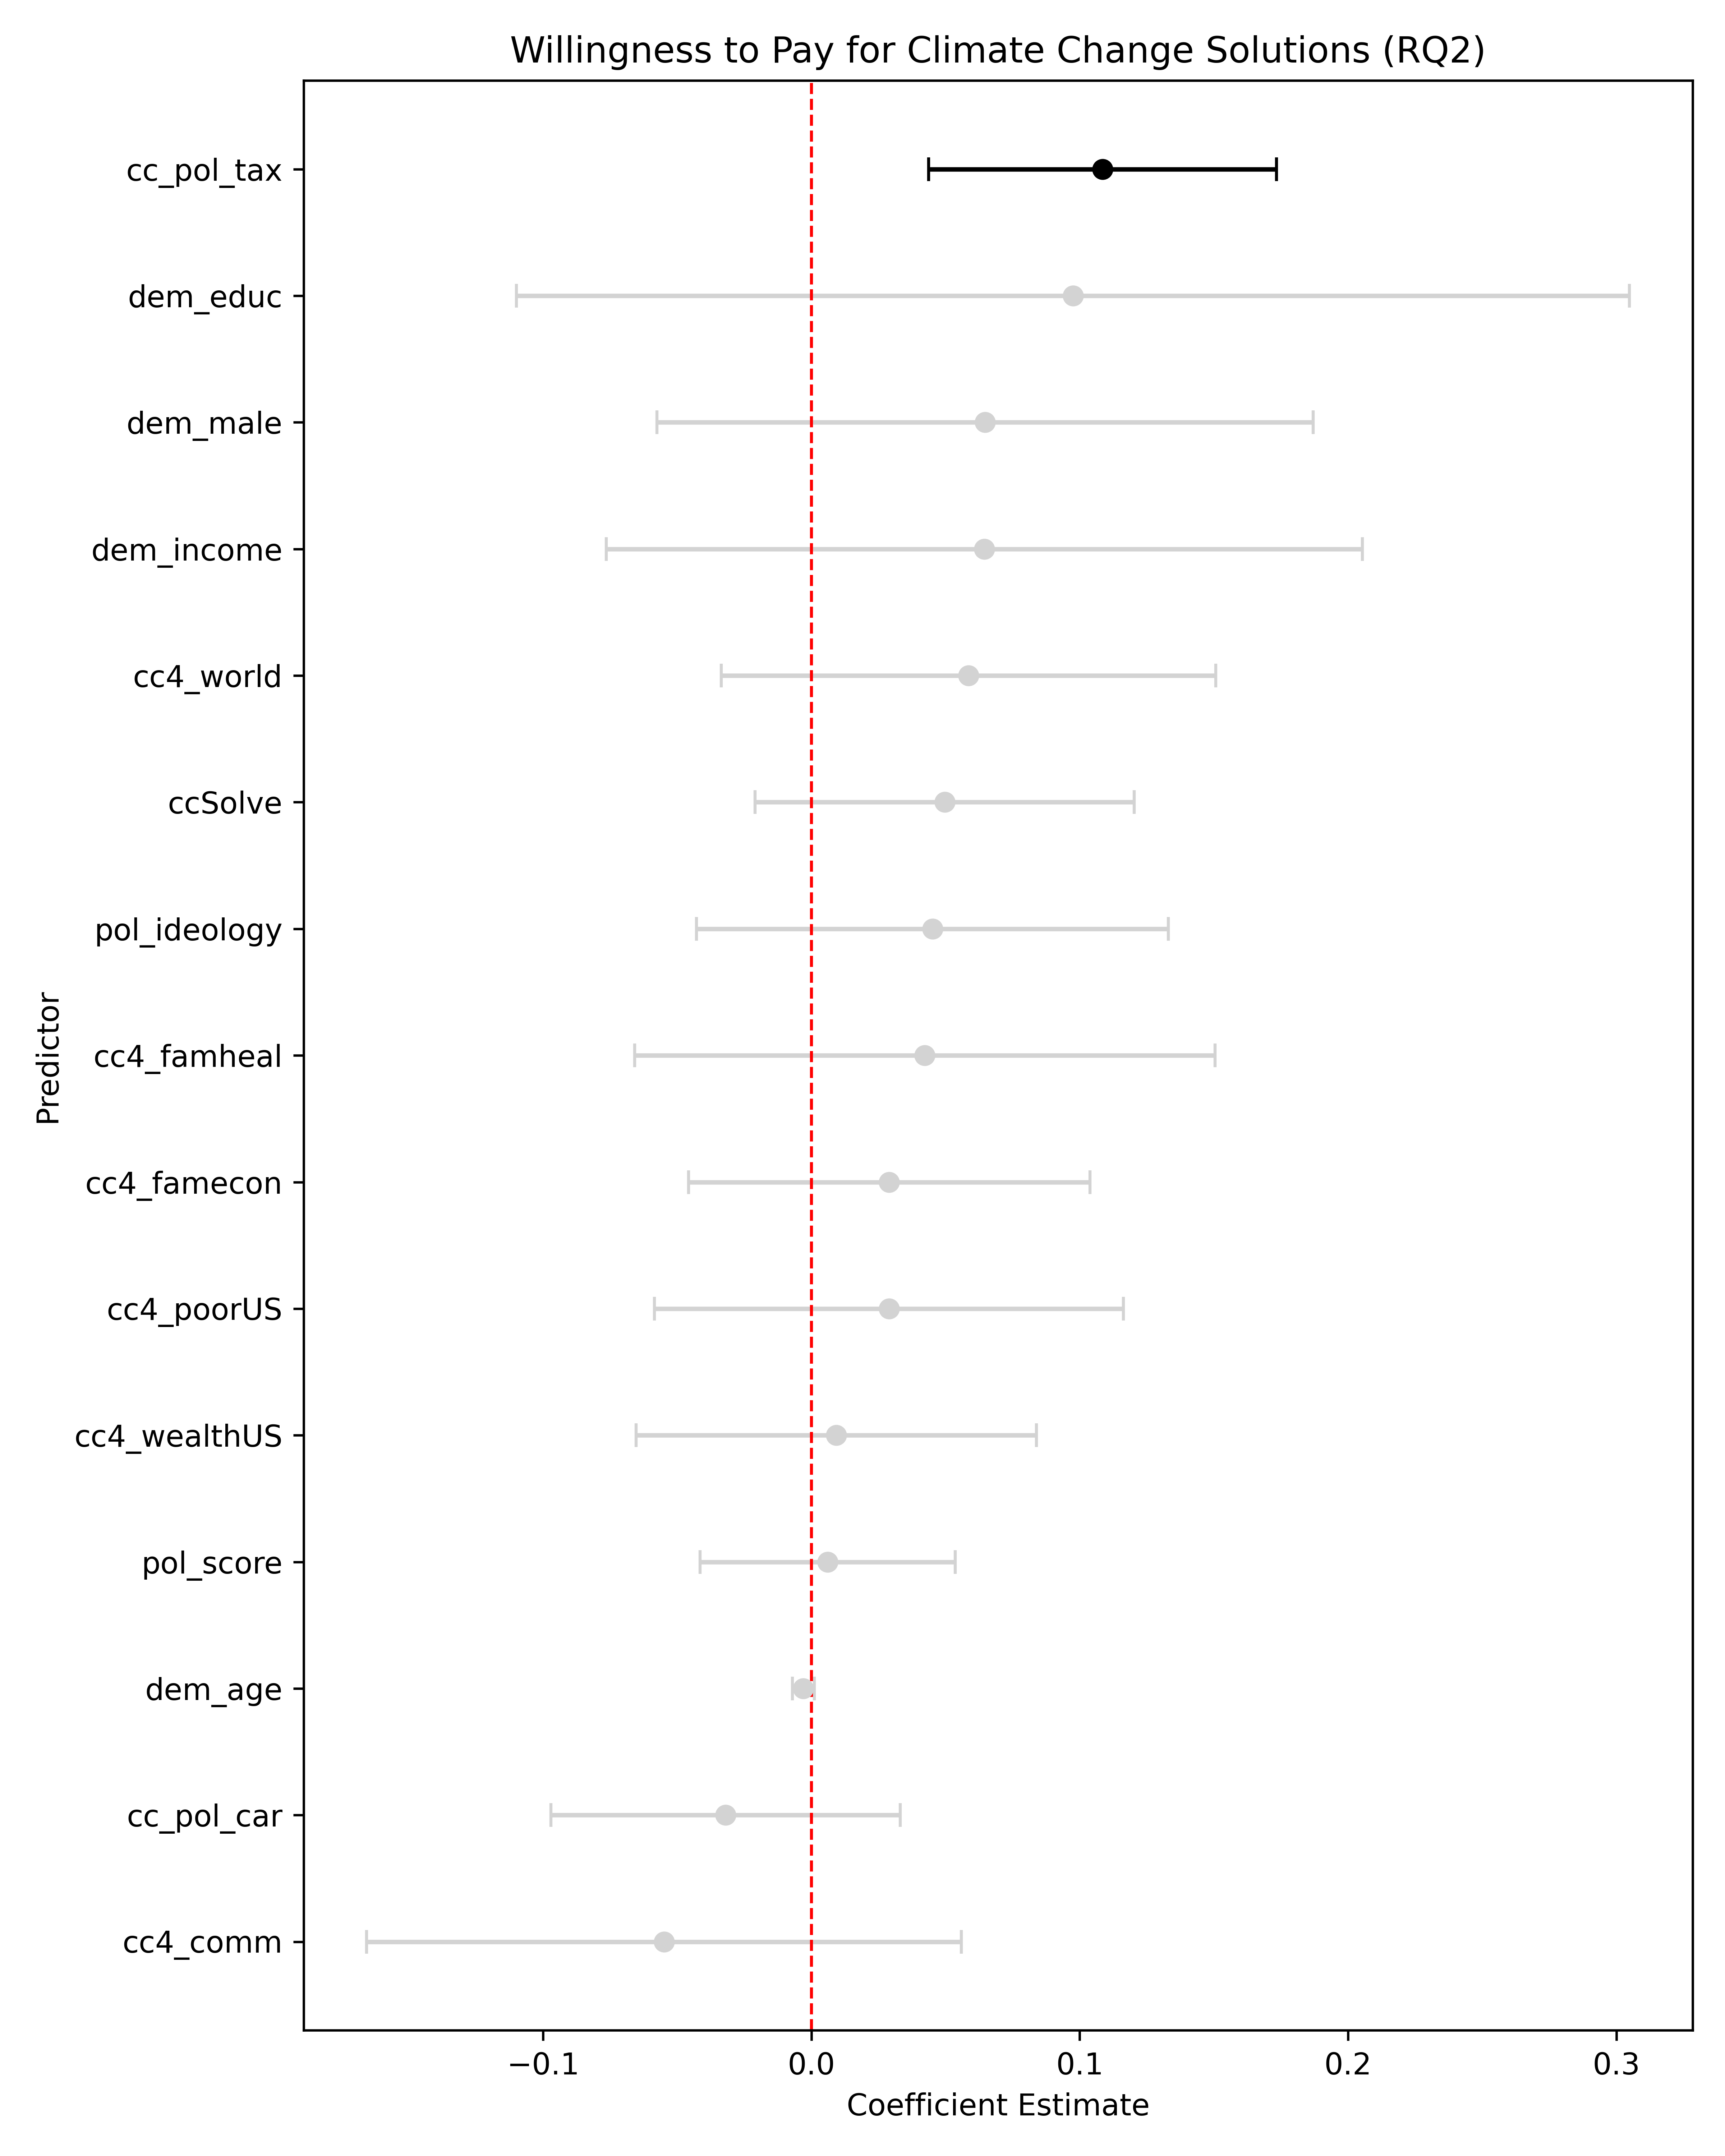 Willingness to Pay for Climate Change Solutions (RQ2)
cc_pol_tax
dem_educ
dem_male
dem_income
cc4_world
ccSolve
pol_ideology
cc4_famheal
cc4_famecon
cc4_poorUS
cc4_wealthUS
pol_score
dem_age
cc_pol_car
cc4_comm
Predictor
−0.1 0.0 0.1 0.2 0.3
Coefficient Estimate